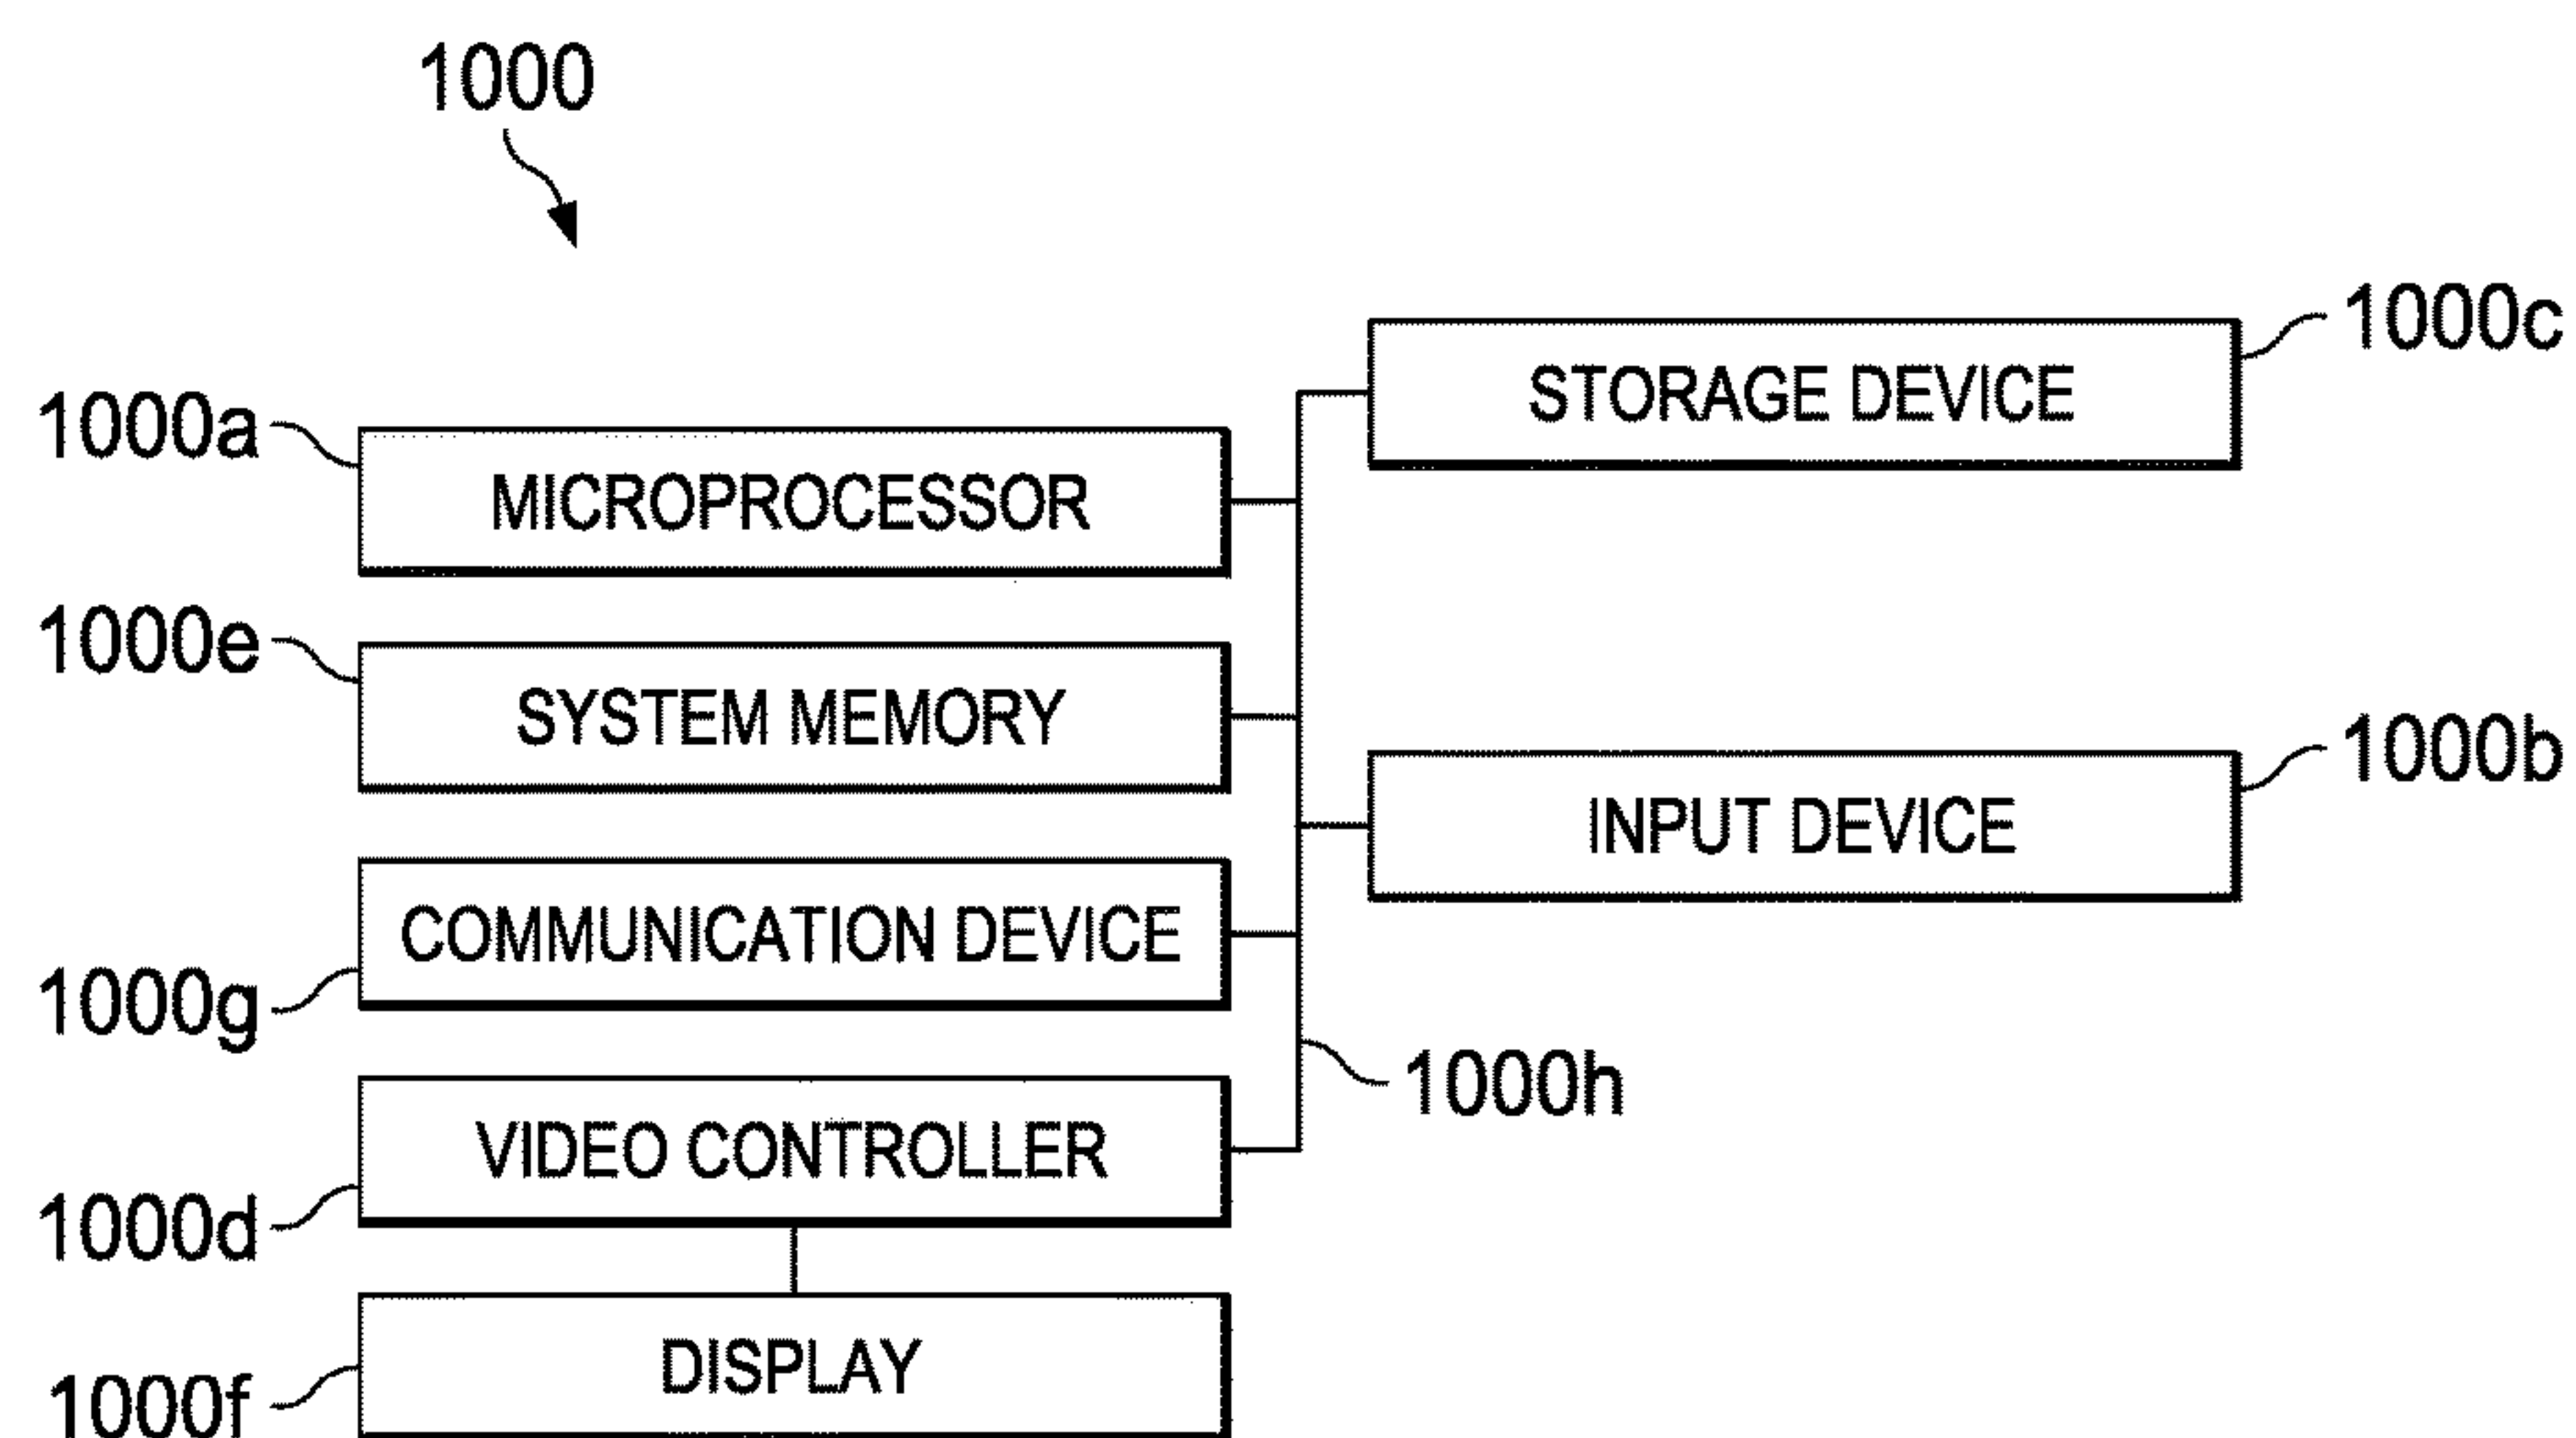 1000
1000c
STORAGE DEVICE
1000a
MICROPROCESSOR
1000e
SYSTEM MEMORY
1000b
INPUT DEVICE
COMMUNICATION DEVICE
1000g
1000h
VIDEO CONTROLLER
1000d
DISPLAY
1000f